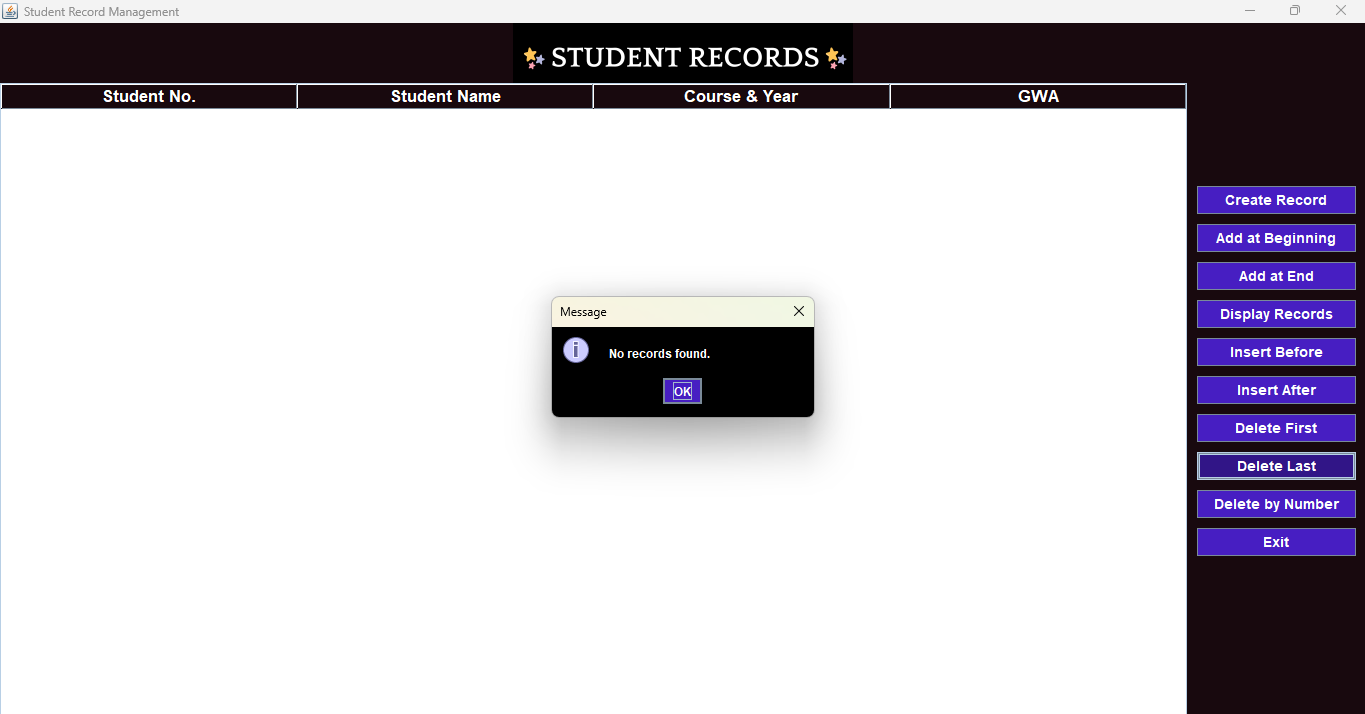 Student Record Management
STUDENT RECORDS
Student No. Student Name Course & Year GWA
Create Record
Add at Beginning
Add at End
Display Records
Insert Before
Insert After
Delete First
Delete Last
Delete by Number
Exit
Message
No records found.
OK